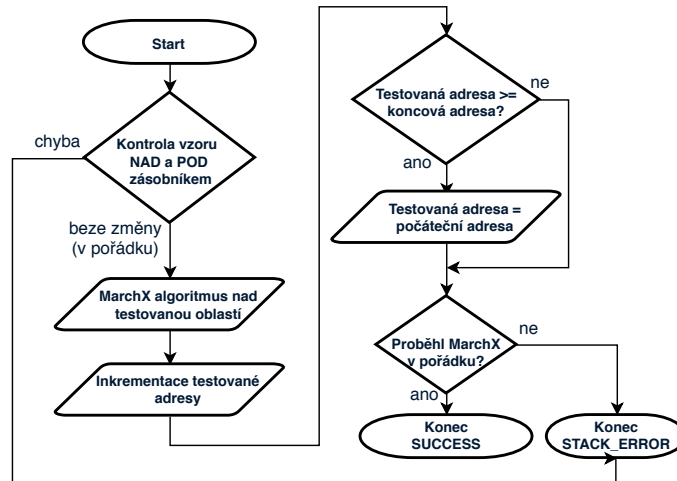 Start
chyba
Kontrola vzoru
NAD a POD
zásobníkem
beze změny
(v pořádku)
MarchX algoritmus nad
testovanou oblastí
Inkrementace testované
adresy
Testovaná adresa >=
koncová adresa?
ne
ano
Testovaná adresa =
počáteční adresa
Proběhl MarchX
v pořádku?
ne
ano
Konec
SUCCESS
Konec
STACK_ERROR